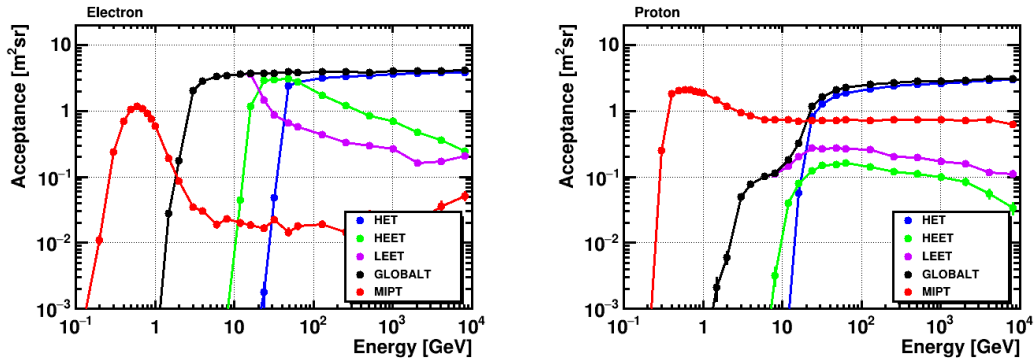 Electron
Acceptance [m²sr]
10
1
10⁻¹
10⁻²
10⁻³
HET
HEET
LEET
GLOBALT
MIPT
10⁻¹ 1 10 10² 10³ 10⁴
Energy [GeV]
Proton
Acceptance [m²sr]
10
1
10⁻¹
10⁻²
10⁻³
HET
HEET
LEET
GLOBALT
MIPT
10⁻¹ 1 10 10² 10³ 10⁴
Energy [GeV]